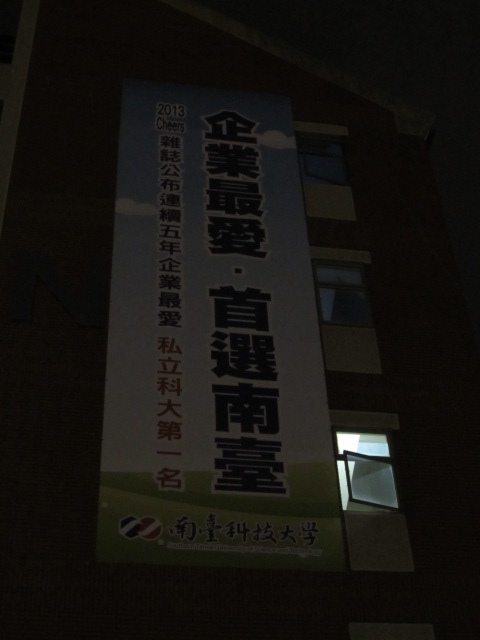 企業最愛·首選南臺
2013
Cheers
雜誌公布連續五年企業最愛 私立科大第一名
南臺科技大學